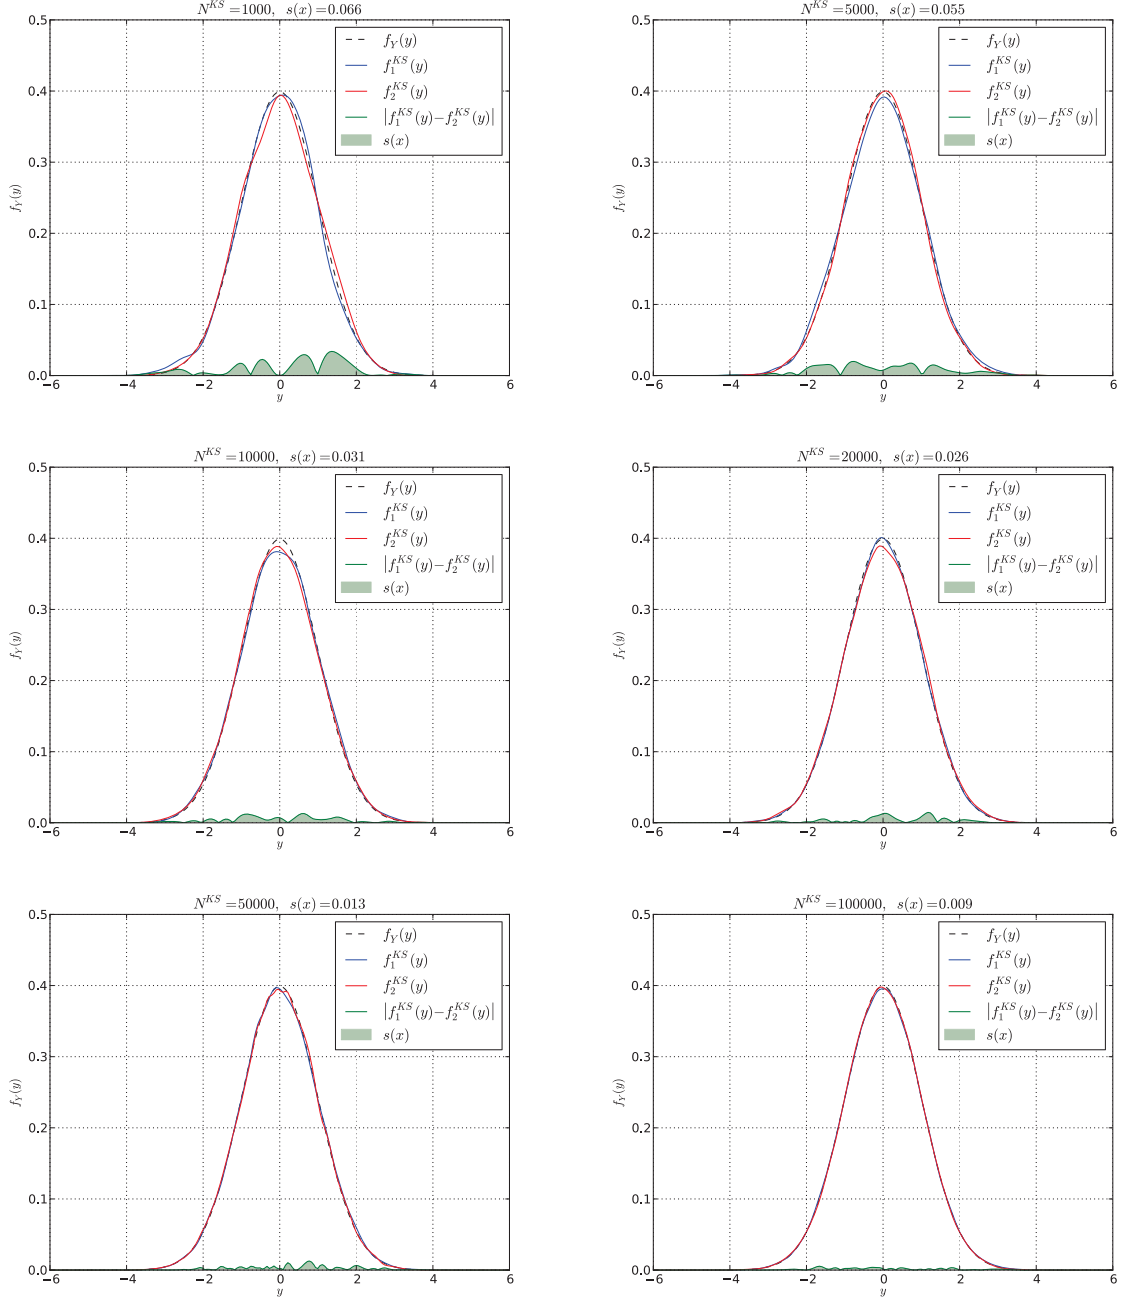 N^{KS}=1000,  s(x)=0.066
0.5
f_Y(y)
f_1^{KS}(y)
f_2^{KS}(y)
|f_1^{KS}(y)−f_2^{KS}(y)|
s(x)
0.4
0.3
f_Y(y)
0.2
0.1
0.0
−6 −4 −2 0 2 4 6
y
N^{KS}=5000,  s(x)=0.055
0.5
f_Y(y)
f_1^{KS}(y)
f_2^{KS}(y)
|f_1^{KS}(y)−f_2^{KS}(y)|
s(x)
0.4
0.3
f_Y(y)
0.2
0.1
0.0
−6 −4 −2 0 2 4 6
y
N^{KS}=10000,  s(x)=0.031
0.5
f_Y(y)
f_1^{KS}(y)
f_2^{KS}(y)
|f_1^{KS}(y)−f_2^{KS}(y)|
s(x)
0.4
0.3
f_Y(y)
0.2
0.1
0.0
−6 −4 −2 0 2 4 6
y
N^{KS}=20000,  s(x)=0.026
0.5
f_Y(y)
f_1^{KS}(y)
f_2^{KS}(y)
|f_1^{KS}(y)−f_2^{KS}(y)|
s(x)
0.4
0.3
f_Y(y)
0.2
0.1
0.0
−6 −4 −2 0 2 4 6
y
N^{KS}=50000,  s(x)=0.013
0.5
f_Y(y)
f_1^{KS}(y)
f_2^{KS}(y)
|f_1^{KS}(y)−f_2^{KS}(y)|
s(x)
0.4
0.3
f_Y(y)
0.2
0.1
0.0
−6 −4 −2 0 2 4 6
y
N^{KS}=100000,  s(x)=0.009
0.5
f_Y(y)
f_1^{KS}(y)
f_2^{KS}(y)
|f_1^{KS}(y)−f_2^{KS}(y)|
s(x)
0.4
0.3
f_Y(y)
0.2
0.1
0.0
−6 −4 −2 0 2 4 6
y